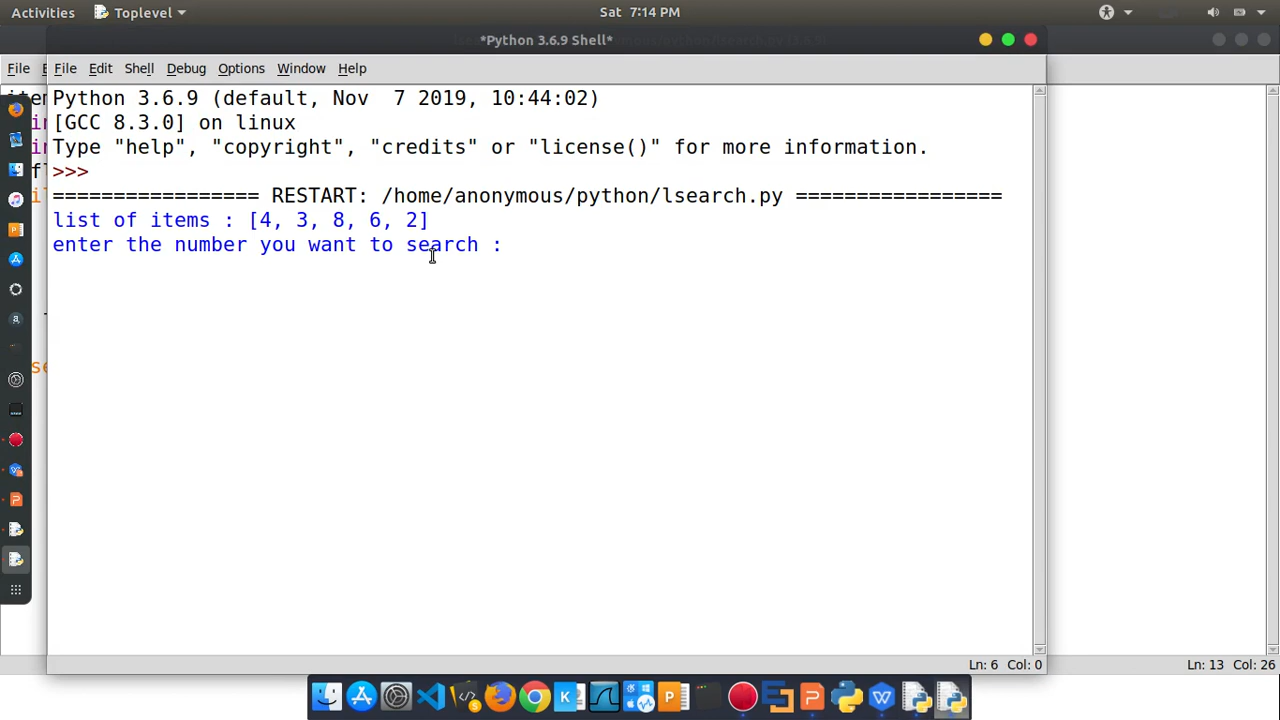 Activities Toplevel Sat 7:14 PM
*Python 3.6.9 Shell*
File File Edit Shell Debug Options Window Help
Python 3.6.9 (default, Nov  7 2019, 10:44:02)
[GCC 8.3.0] on linux
Type "help", "copyright", "credits" or "license()" for more information.
>>>
================= RESTART: /home/anonymous/python/lsearch.py =================
list of items : [4, 3, 8, 6, 2]
enter the number you want to search :
Ln: 6 Col: 0 Ln: 13 Col: 26